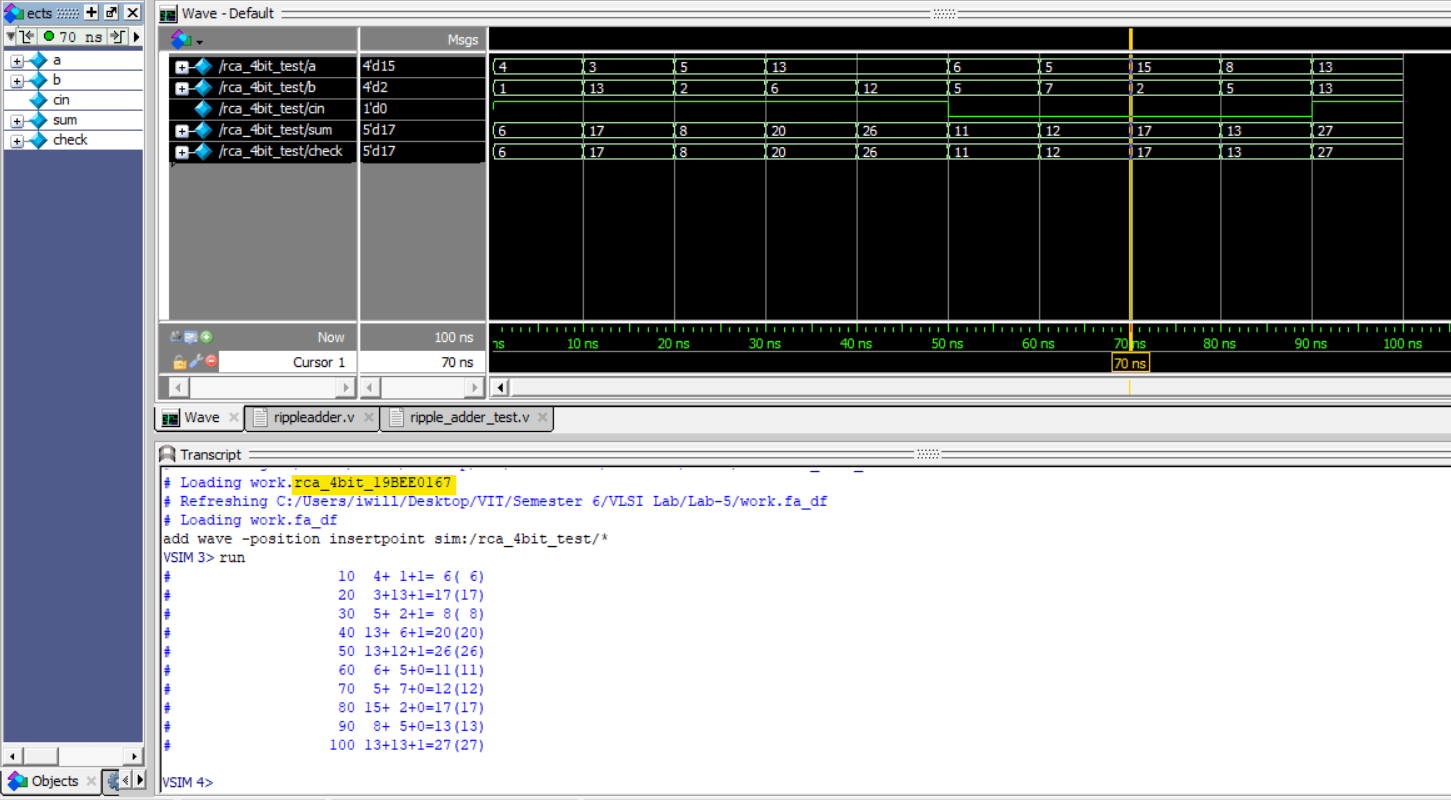 ects
70 ns
a
b
cin
sum
check
Wave - Default
Msgs
/rca_4bit_test/a 4'd15 4 3 5 13 6 5 15 8 13
/rca_4bit_test/b 4'd2 1 13 2 6 12 5 7 2 5 13
/rca_4bit_test/cin 1'd0
/rca_4bit_test/sum 5'd17 6 17 8 20 26 11 12 17 13 27
/rca_4bit_test/check 5'd17 6 17 8 20 26 11 12 17 13 27
Now 100 ns ns 10 ns 20 ns 30 ns 40 ns 50 ns 60 ns 70 ns 80 ns 90 ns 100 ns
Cursor 1 70 ns 70 ns
Wave rippleadder.v ripple_adder_test.v
Transcript
# Loading work.rca_4bit_19BEE0167
# Refreshing C:/Users/iwill/Desktop/VIT/Semester 6/VLSI Lab/Lab-5/work.fa_df
# Loading work.fa_df
add wave -position insertpoint sim:/rca_4bit_test/*
VSIM 3> run
# 10 4+ 1+1= 6( 6)
# 20 3+13+1=17(17)
# 30 5+ 2+1= 8( 8)
# 40 13+ 6+1=20(20)
# 50 13+12+1=26(26)
# 60 6+ 5+0=11(11)
# 70 5+ 7+0=12(12)
# 80 15+ 2+0=17(17)
# 90 8+ 5+0=13(13)
# 100 13+13+1=27(27)
VSIM 4>
Objects